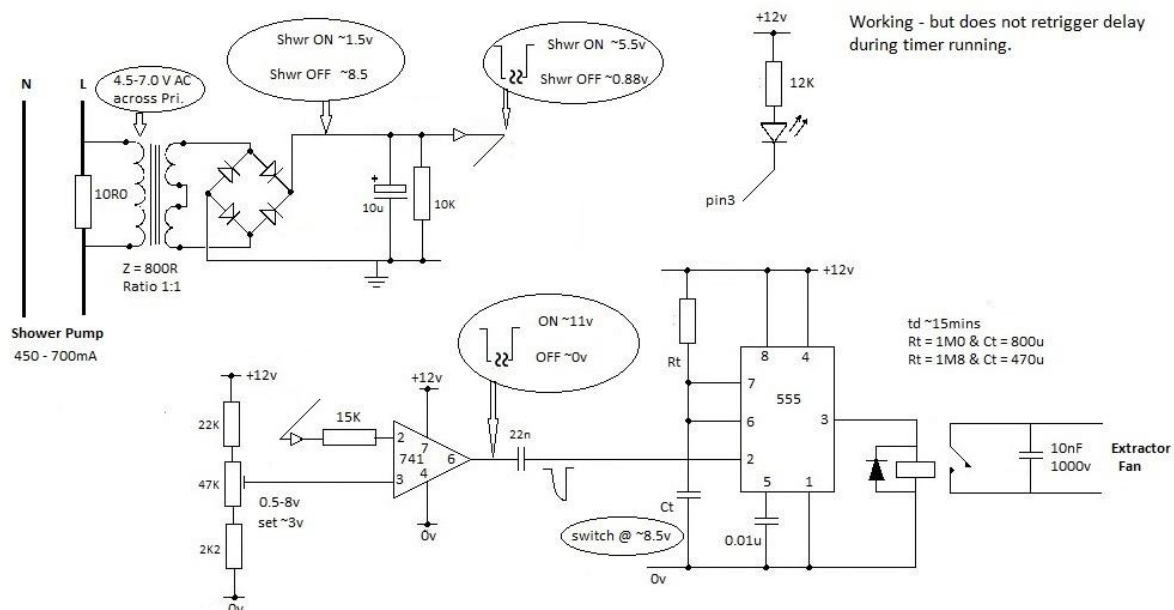 +12v
Working - but does not retrigger delay
during timer running.
Shwr ON ~1.5v
Shwr OFF ~8.5
Shwr ON ~5.5v
Shwr OFF ~0.88v
N
L
4.5-7.0 V AC
across Pri.
12K
10R0
+
10u
10K
pin3
Z = 800R
Ratio 1:1
+12v
Shower Pump
450 - 700mA
ON ~11v
OFF ~0v
td ~15mins
Rt = 1M0 & Ct = 800u
Rt = 1M8 & Ct = 470u
+12v
+12v
Rt
8
4
7
555
22K
15K
2
7
741
6
4
3
22n
6
3
2
5
1
10nF
1000v
Extractor
Fan
47K
0.5-8v
set ~3v
Ct
0v
switch @ ~8.5v
0.01u
2K2
0v
0v